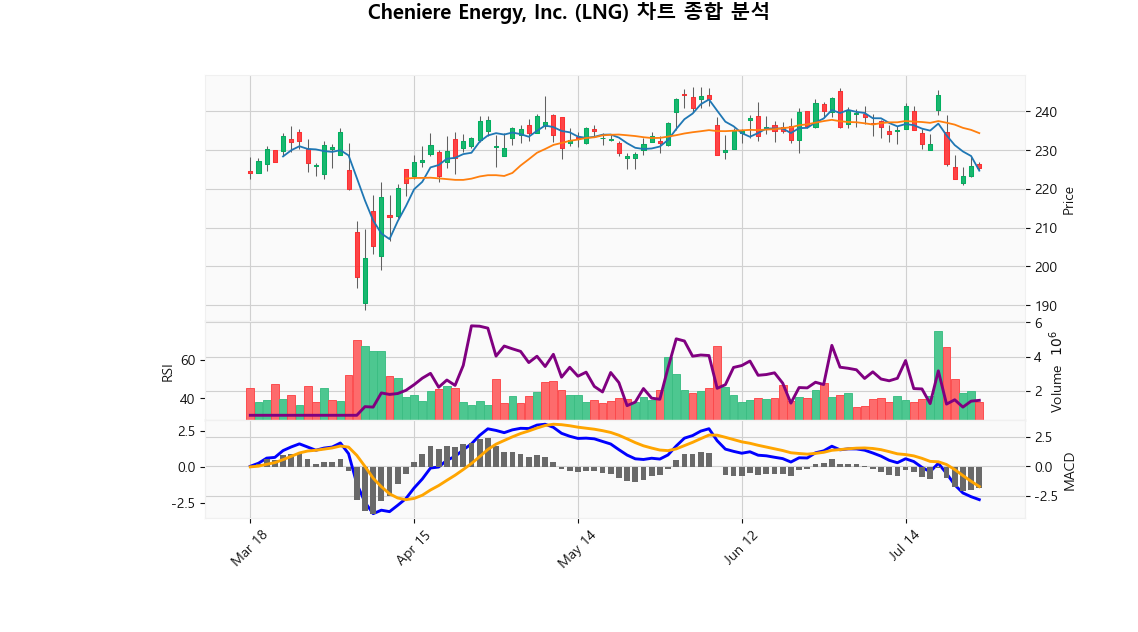 Cheniere Energy, Inc. (LNG) 차트 종합 분석
240
230
220
210
200
190
Price
60
40
RSI
6
4
2
Volume 10^6
2.5
0.0
-2.5
2.5
0.0
-2.5
MACD
Mar 18
Apr 15
May 14
Jun 12
Jul 14